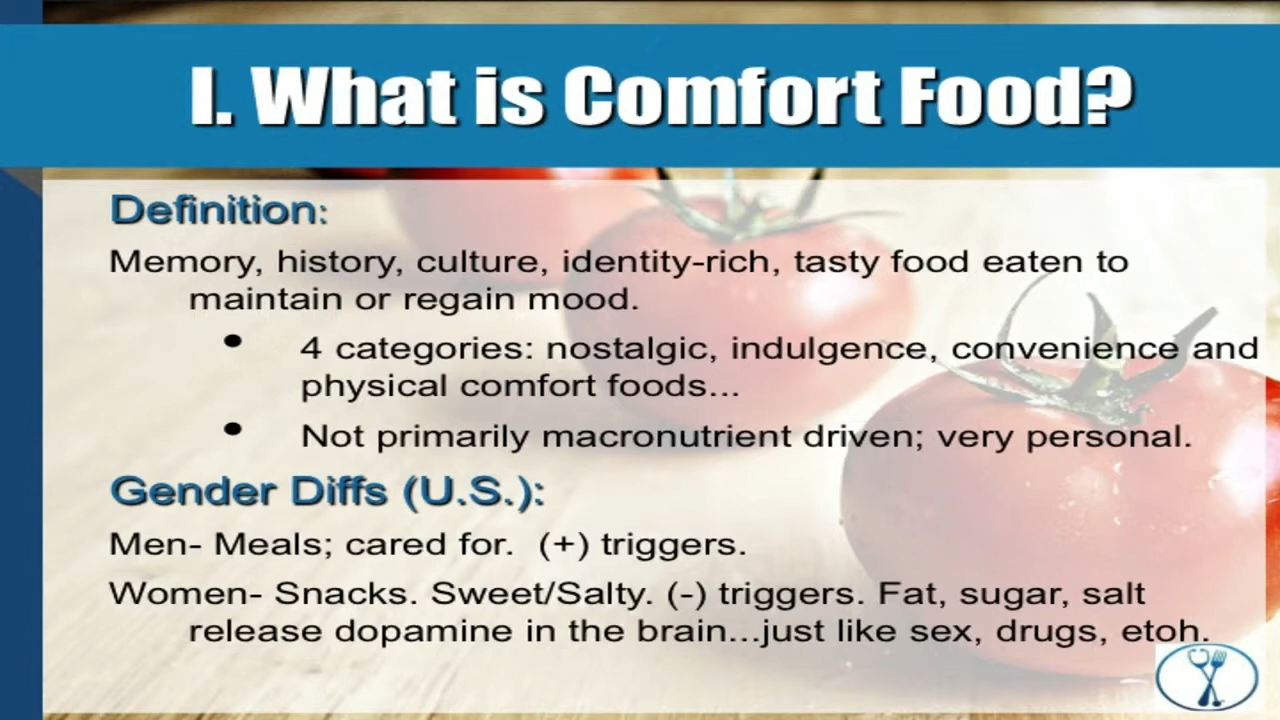 I. What is Comfort Food?
Definition:
Memory, history, culture, identity-rich, tasty food eaten to
maintain or regain mood.
• 4 categories: nostalgic, indulgence, convenience and
physical comfort foods...
• Not primarily macronutrient driven; very personal.
Gender Diffs (U.S.):
Men- Meals; cared for. (+) triggers.
Women- Snacks. Sweet/Salty. (-) triggers. Fat, sugar, salt
release dopamine in the brain...just like sex, drugs, etoh.